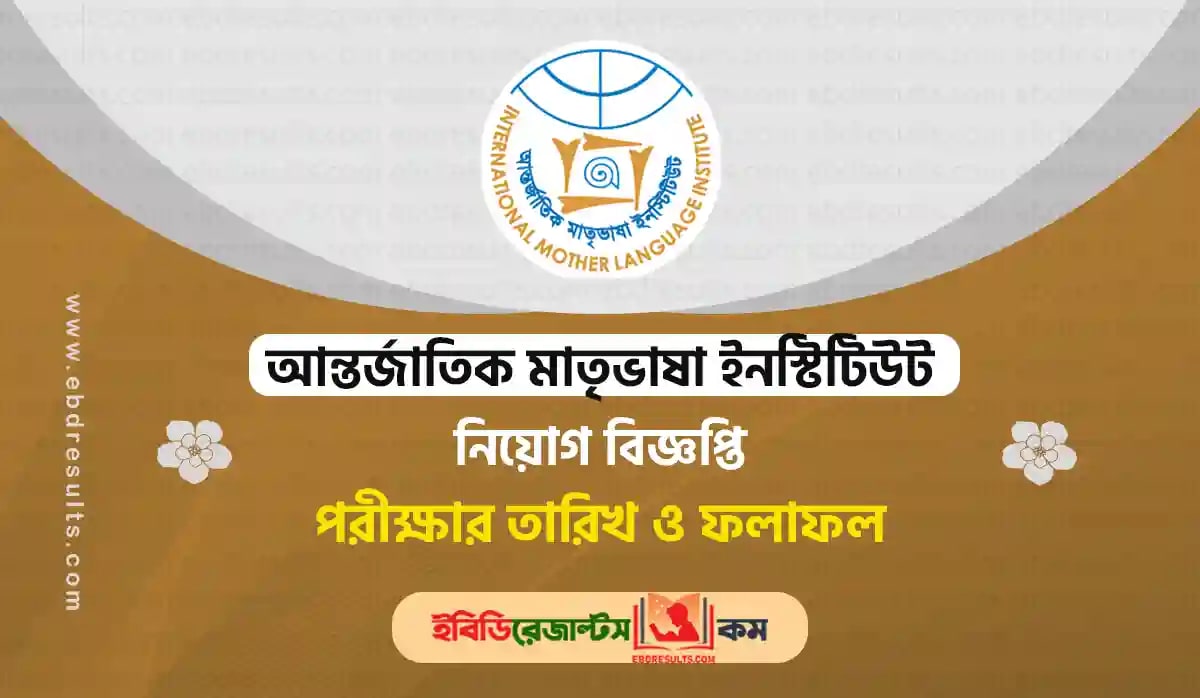 আন্তর্জাতিক মাতৃভাষা ইনস্টিটিউট
INTERNATIONAL MOTHER LANGUAGE INSTITUTE
আন্তর্জাতিক মাতৃভাষা ইনস্টিটিউট
নিয়োগ বিজ্ঞপ্তি
পরীক্ষার তারিখ ও ফলাফল
www.ebdresults.com
ইবিডিরেজাল্টস কম
EBDRESULTS.COM